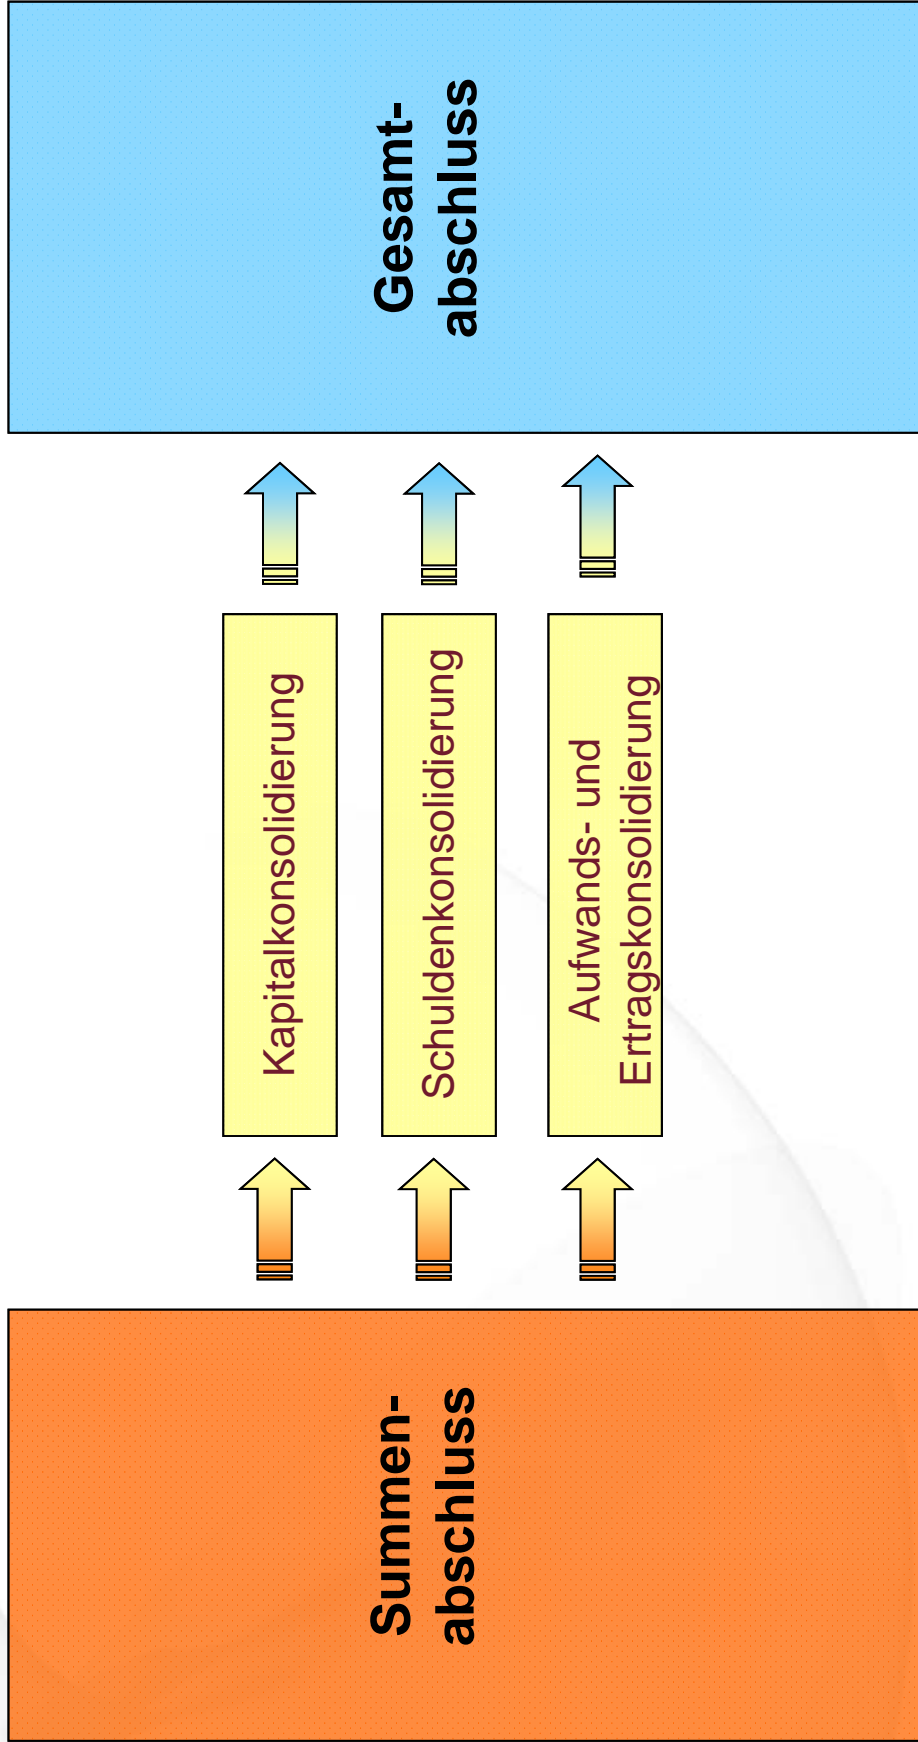 Summen-
abschluss
Kapitalkonsolidierung
Schuldenkonsolidierung
Aufwands- und
Ertragskonsolidierung
Gesamt-
abschluss